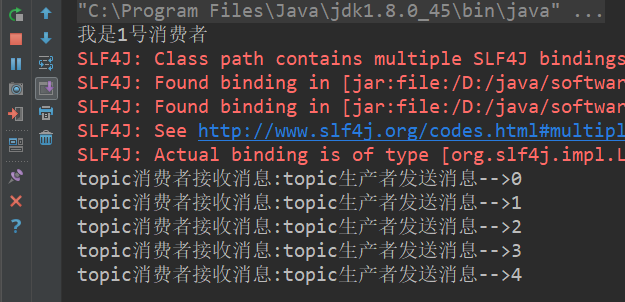 "C:\Program Files\Java\jdk1.8.0_45\bin\java" ...
我是1号消费者
SLF4J: Class path contains multiple SLF4J bindings
SLF4J: Found binding in [jar:file:/D:/java/softwar
SLF4J: Found binding in [jar:file:/D:/java/softwar
SLF4J: See http://www.slf4j.org/codes.html#multipl
SLF4J: Actual binding is of type [org.slf4j.impl.L
topic消费者接收消息:topic生产者发送消息-->0
topic消费者接收消息:topic生产者发送消息-->1
topic消费者接收消息:topic生产者发送消息-->2
topic消费者接收消息:topic生产者发送消息-->3
topic消费者接收消息:topic生产者发送消息-->4